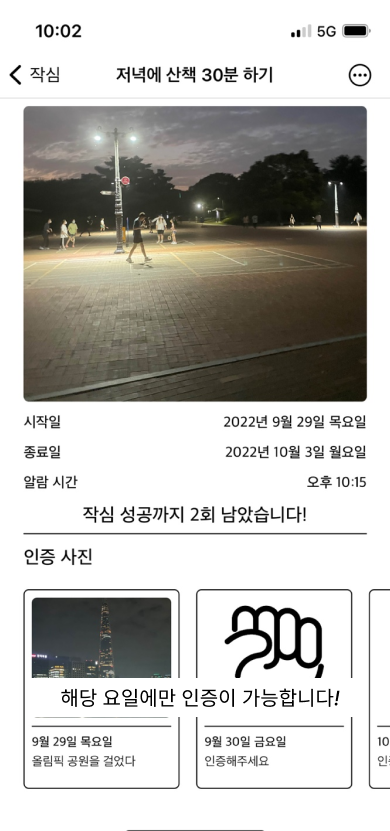 10:02 5G
작심 저녁에 산책 30분 하기
시작일 2022년 9월 29일 목요일
종료일 2022년 10월 3일 월요일
알람 시간 오후 10:15
작심 성공까지 2회 남았습니다!
인증 사진
해당 요일에만 인증이 가능합니다!
9월 29일 목요일 9월 30일 금요일 10
올림픽 공원을 걸었다 인증해주세요